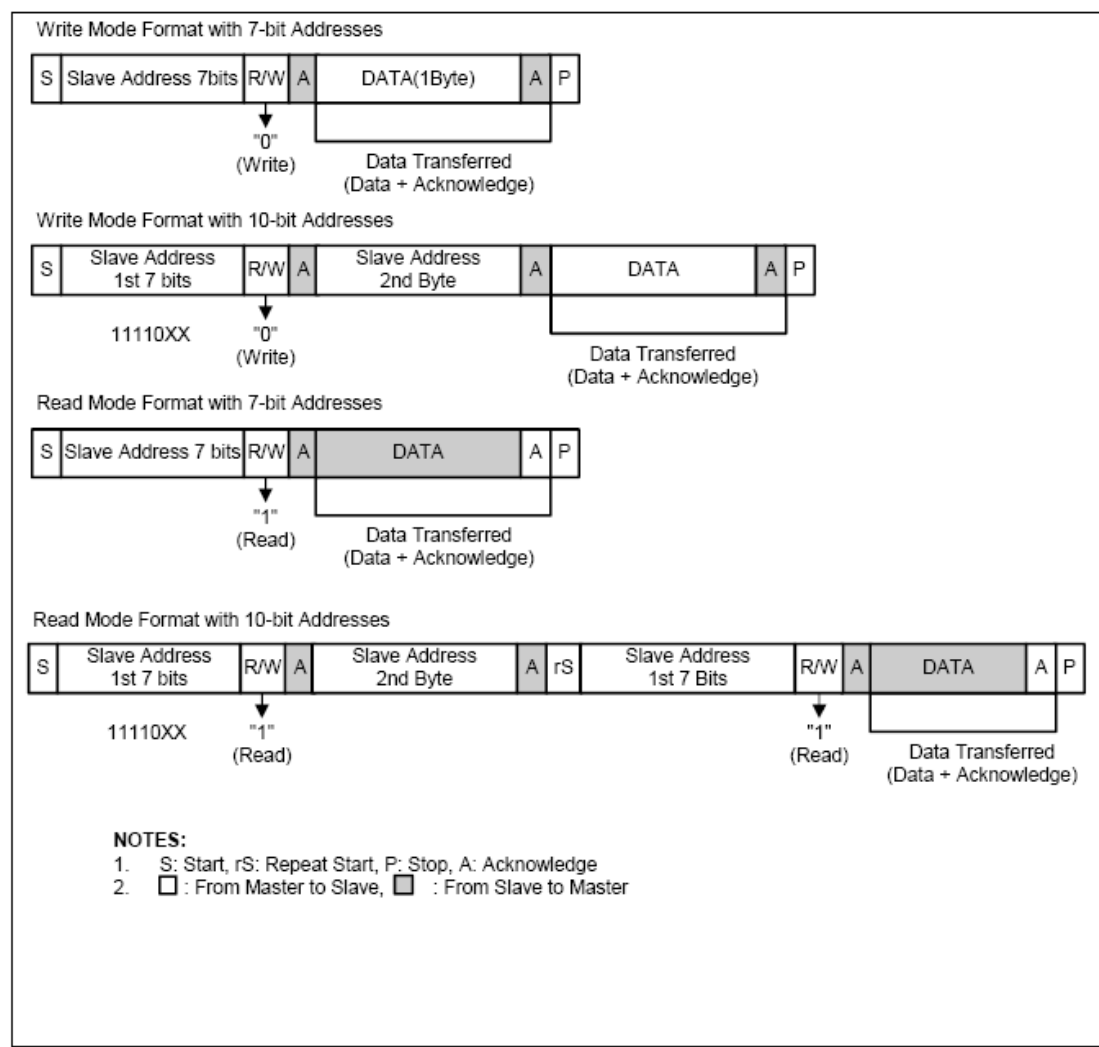 Write Mode Format with 7-bit Addresses
S Slave Address 7bits R/W A DATA(1Byte) A P
"0"
(Write)
Data Transferred
(Data + Acknowledge)
Write Mode Format with 10-bit Addresses
S Slave Address 1st 7 bits R/W A Slave Address 2nd Byte A DATA A P
11110XX
"0"
(Write)
Data Transferred
(Data + Acknowledge)
Read Mode Format with 7-bit Addresses
S Slave Address 7 bits R/W A DATA A P
"1"
(Read)
Data Transferred
(Data + Acknowledge)
Read Mode Format with 10-bit Addresses
S Slave Address 1st 7 bits R/W A Slave Address 2nd Byte A rS Slave Address 1st 7 Bits R/W A DATA A P
11110XX
"1"
(Read)
"1"
(Read)
Data Transferred
(Data + Acknowledge)
NOTES:
1. S: Start, rS: Repeat Start, P: Stop, A: Acknowledge
2. : From Master to Slave, : From Slave to Master